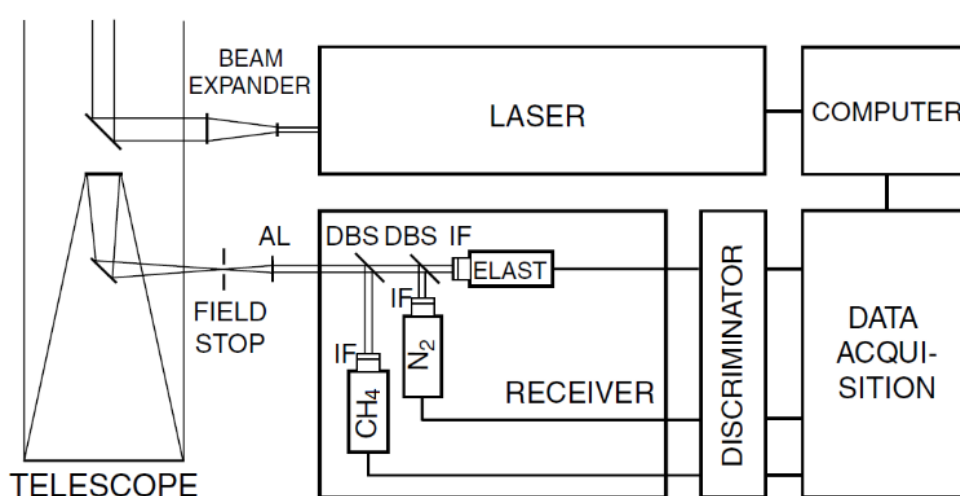 BEAM
EXPANDER
LASER
COMPUTER
AL
DBS
DBS
IF
ELAST
FIELD
STOP
IF
N₂
IF
CH₄
RECEIVER
DISCRIMINATOR
DATA
ACQUI-
SITION
TELESCOPE